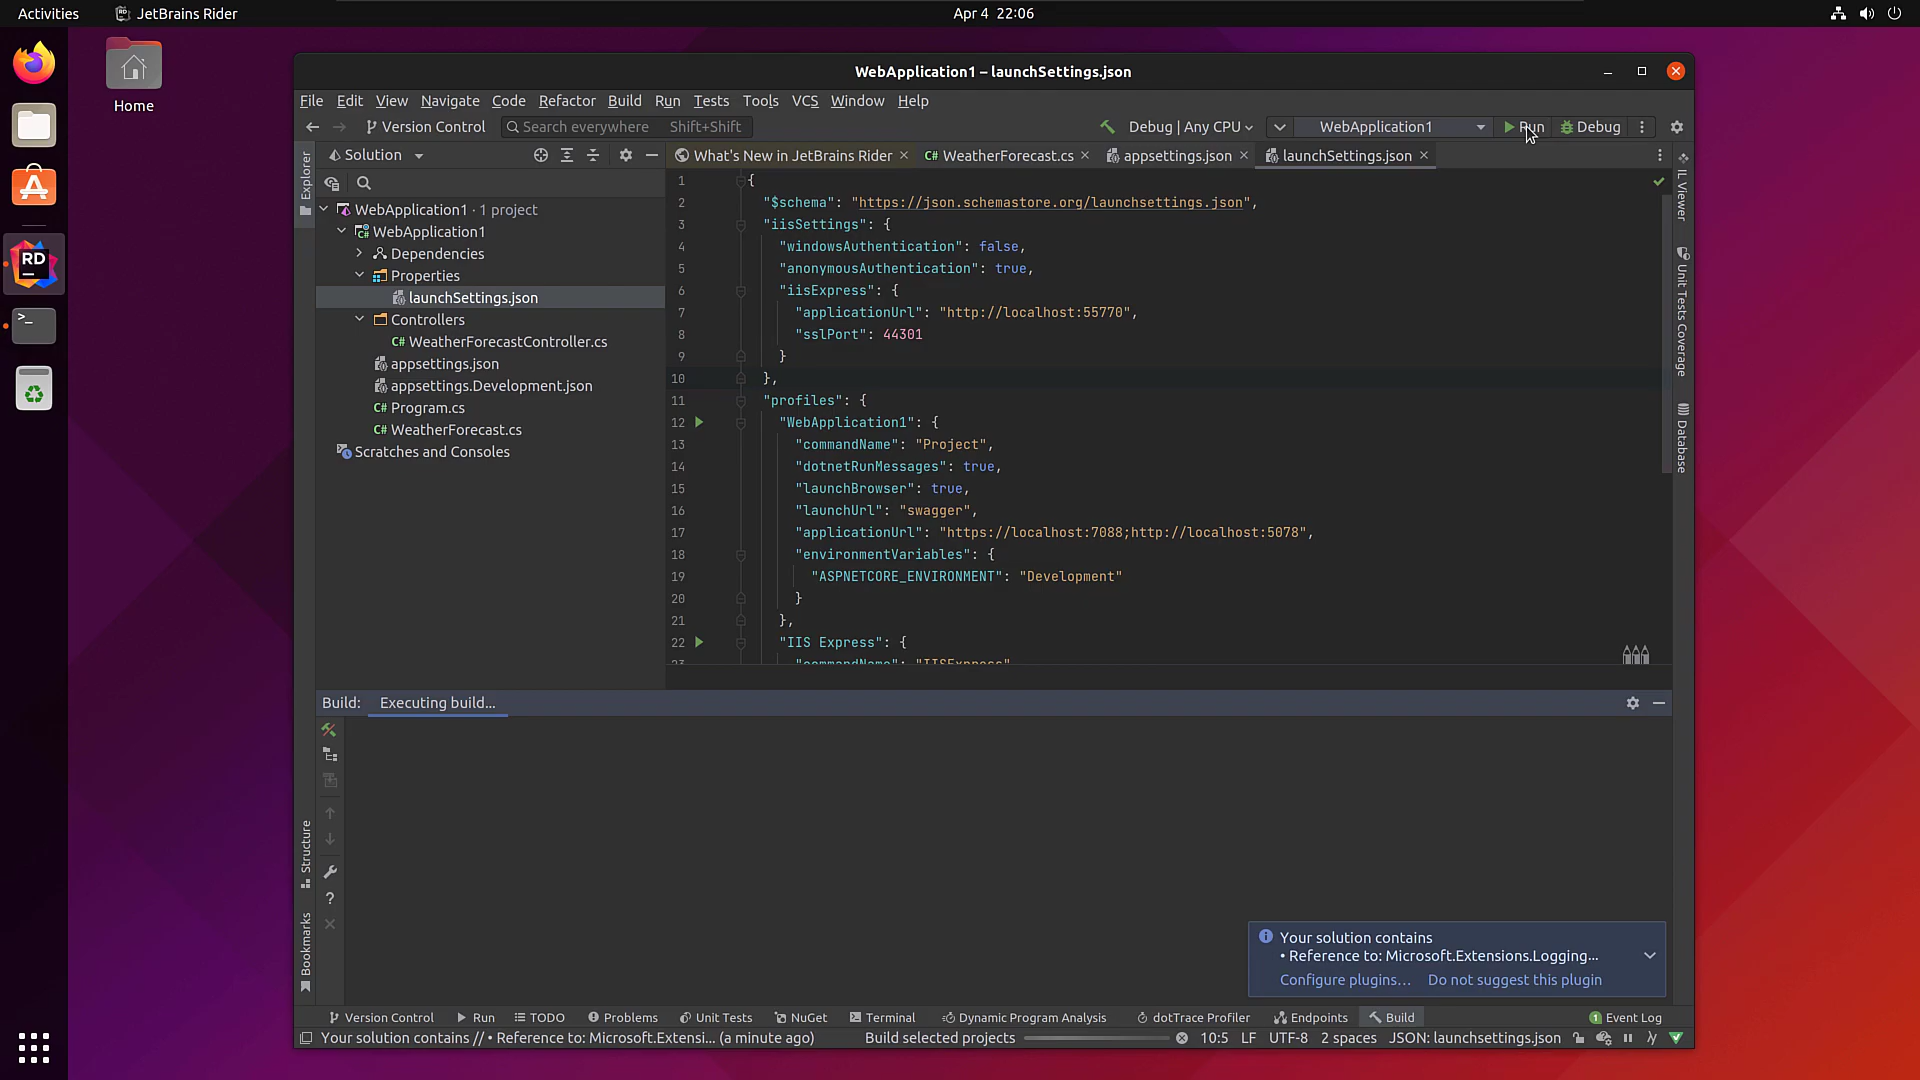 Activities
JetBrains Rider
Apr 4 22:06
Home
RD
WebApplication1 – launchSettings.json
File Edit View Navigate Code Refactor Build Run Tests Tools VCS Window Help
Version Control
Search everywhere Shift+Shift
Debug | Any CPU
WebApplication1
Run
Debug
Explorer
Solution
What's New in JetBrains Rider
C# WeatherForecast.cs
appsettings.json
launchSettings.json
WebApplication1 · 1 project
WebApplication1
Dependencies
Properties
launchSettings.json
Controllers
C# WeatherForecastController.cs
appsettings.json
appsettings.Development.json
C# Program.cs
C# WeatherForecast.cs
Scratches and Consoles
1 {
2 "$schema": "https://json.schemastore.org/launchsettings.json",
3 "iisSettings": {
4 "windowsAuthentication": false,
5 "anonymousAuthentication": true,
6 "iisExpress": {
7 "applicationUrl": "http://localhost:55770",
8 "sslPort": 44301
9 }
10 },
11 "profiles": {
12 "WebApplication1": {
13 "commandName": "Project",
14 "dotnetRunMessages": true,
15 "launchBrowser": true,
16 "launchUrl": "swagger",
17 "applicationUrl": "https://localhost:7088;http://localhost:5078",
18 "environmentVariables": {
19 "ASPNETCORE_ENVIRONMENT": "Development"
20 }
21 },
22 "IIS Express": {
23 "commandName": "IISExpress"
IL Viewer
Unit Tests Coverage
Database
Build: Executing build...
Structure
Bookmarks
Your solution contains
• Reference to: Microsoft.Extensions.Logging...
Configure plugins... Do not suggest this plugin
Version Control
Run
TODO
Problems
Unit Tests
NuGet
Terminal
Dynamic Program Analysis
dotTrace Profiler
Endpoints
Build
1 Event Log
Your solution contains // • Reference to: Microsoft.Extensi... (a minute ago)
Build selected projects
10:5 LF UTF-8 2 spaces JSON: launchsettings.json